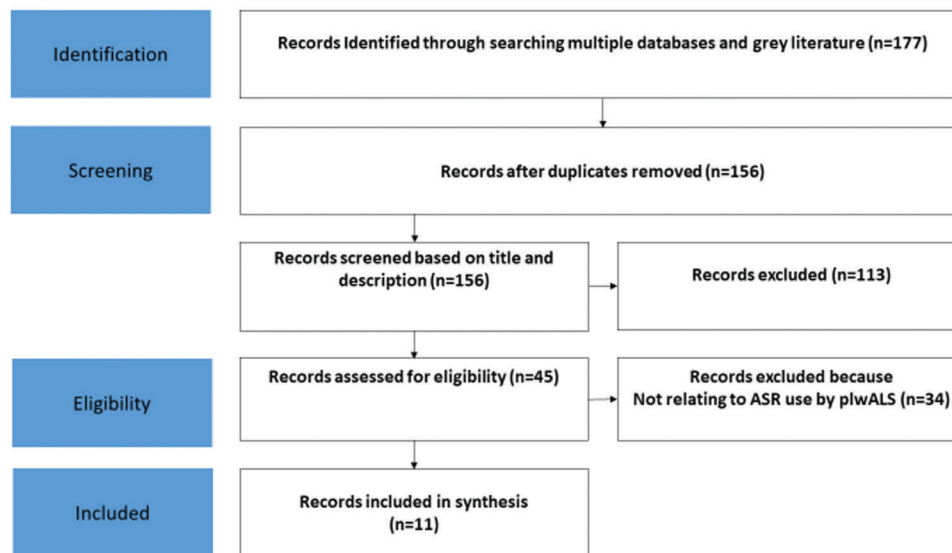 Identification
Records Identified through searching multiple databases and grey literature (n=177)
Screening
Records after duplicates removed (n=156)
Records screened based on title and
description (n=156)
Records excluded (n=113)
Eligibility
Records assessed for eligibility (n=45)
Records excluded because
Not relating to ASR use by plwALS (n=34)
Included
Records included in synthesis
(n=11)